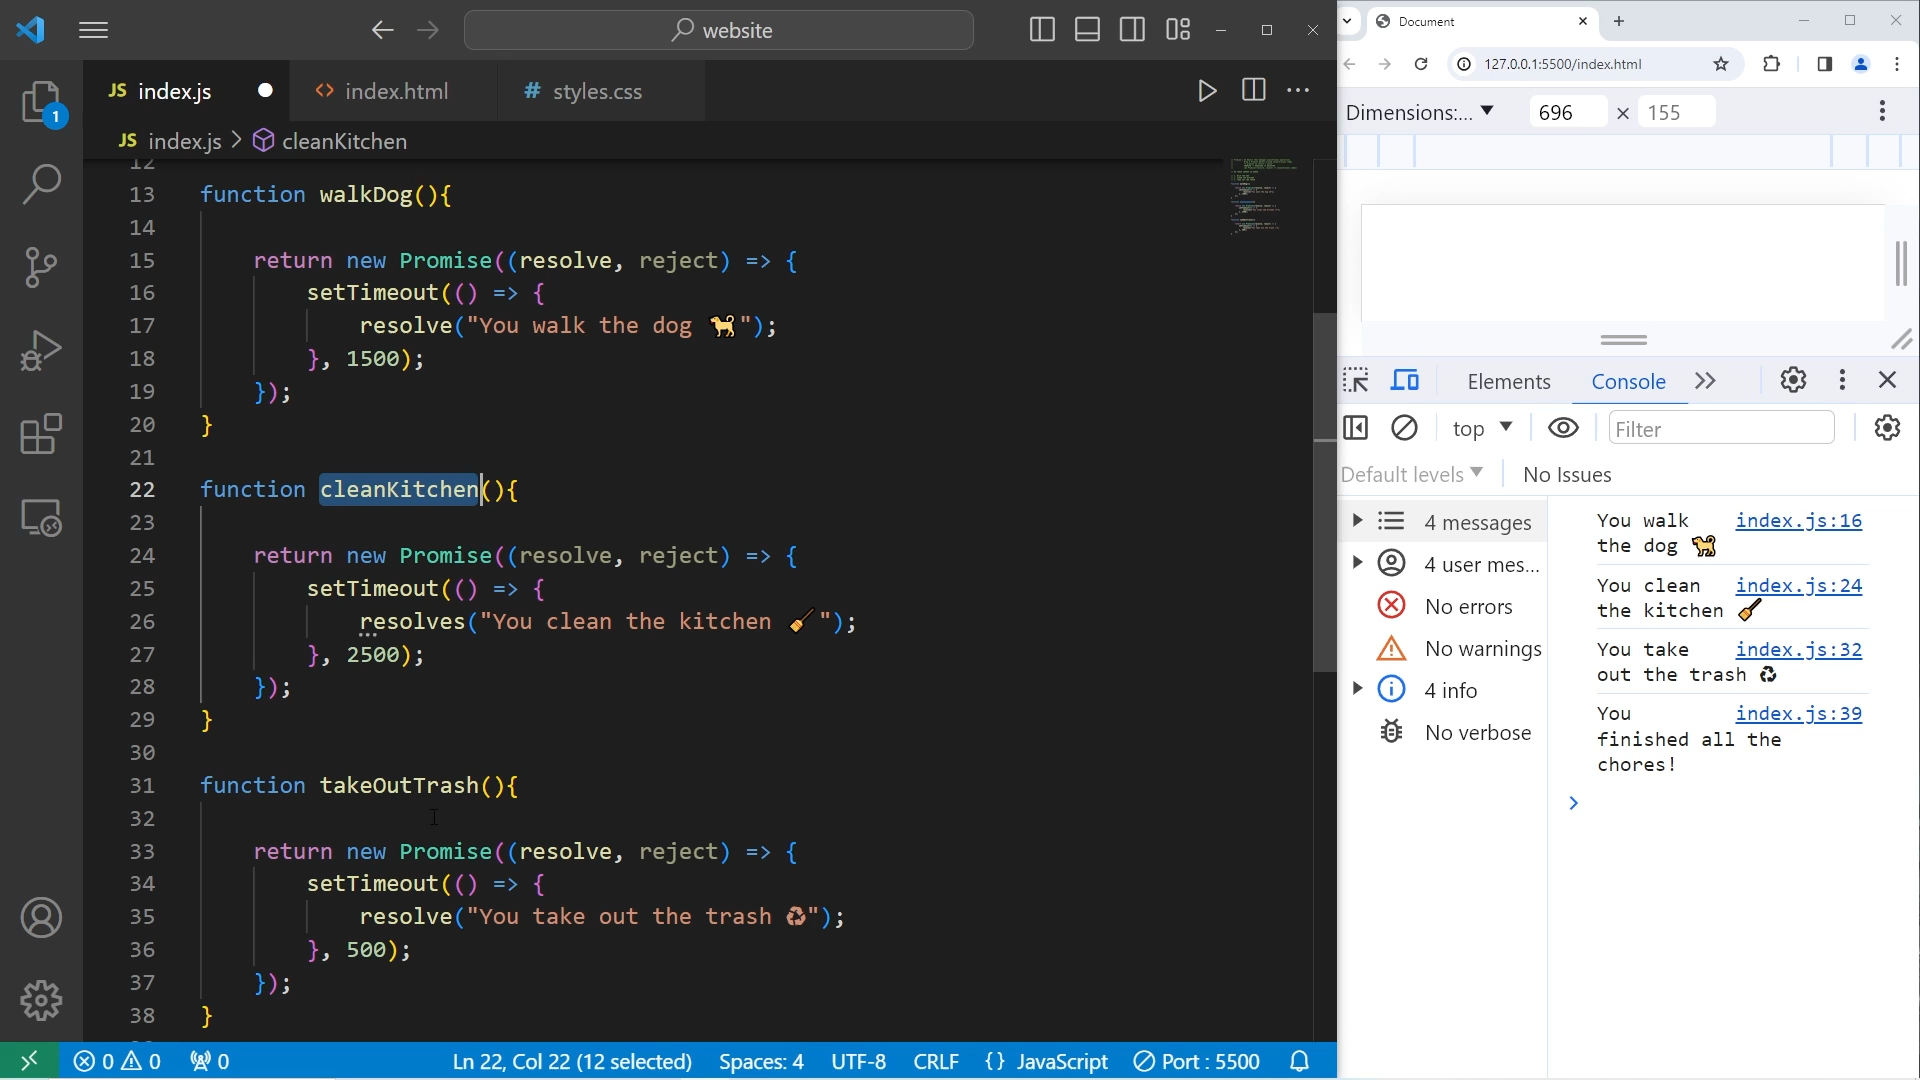 website
JS index.js
<> index.html
# styles.css
JS index.js > cleanKitchen
1
12
13 function walkDog(){
14
15 return new Promise((resolve, reject) => {
16 setTimeout(() => {
17 resolve("You walk the dog 🐕");
18 }, 1500);
19 });
20 }
21
22 function cleanKitchen(){
23
24 return new Promise((resolve, reject) => {
25 setTimeout(() => {
26 resolves("You clean the kitchen 🧹");
27 }, 2500);
28 });
29 }
30
31 function takeOutTrash(){
32
33 return new Promise((resolve, reject) => {
34 setTimeout(() => {
35 resolve("You take out the trash ♻");
36 }, 500);
37 });
38 }
0 0 0 Ln 22, Col 22 (12 selected) Spaces: 4 UTF-8 CRLF {} JavaScript Port : 5500
Document
127.0.0.1:5500/index.html
Dimensions:... 696 × 155
Elements Console
top Filter
Default levels No Issues
4 messages
4 user mes...
No errors
No warnings
4 info
No verbose
You walk index.js:16
the dog 🐕
You clean index.js:24
the kitchen 🧹
You take index.js:32
out the trash ♻
You index.js:39
finished all the
chores!